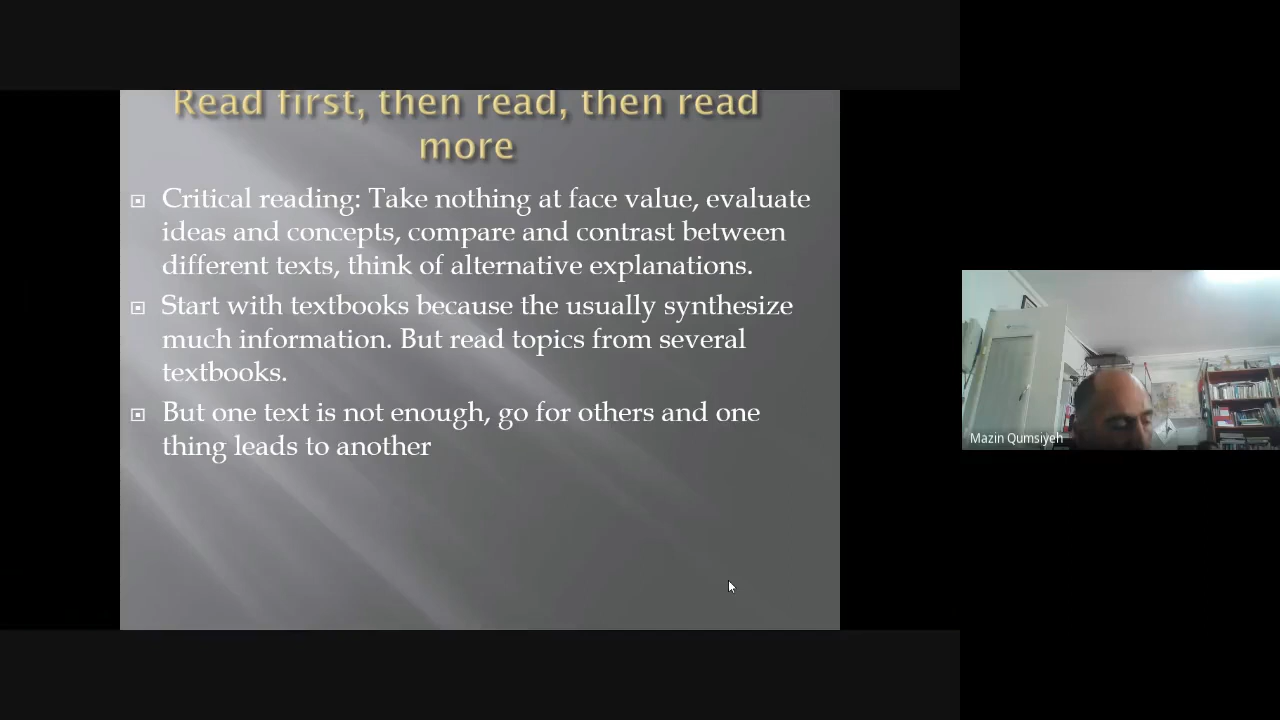 Read first, then read, then read
more
Critical reading: Take nothing at face value, evaluate
ideas and concepts, compare and contrast between
different texts, think of alternative explanations.
Start with textbooks because the usually synthesize
much information. But read topics from several
textbooks.
But one text is not enough, go for others and one
thing leads to another
Mazin Qumsiyeh